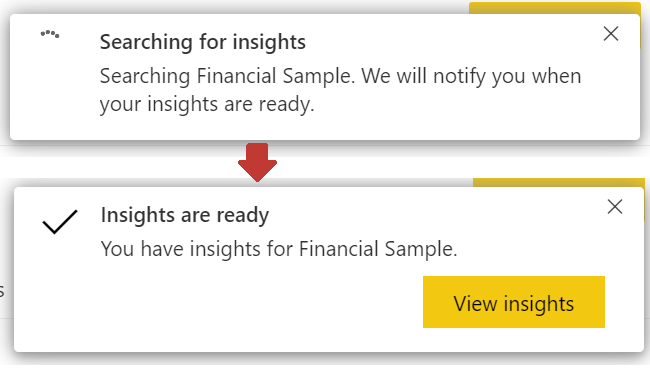 Searching for insights
Searching Financial Sample. We will notify you when
your insights are ready.
Insights are ready
You have insights for Financial Sample.
s
View insights